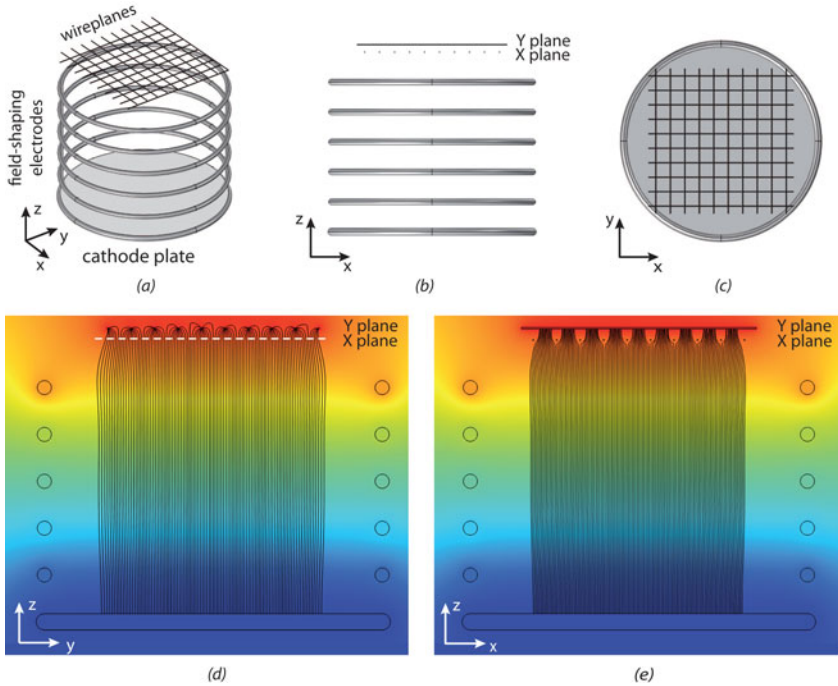 wireplanes
field-shaping
electrodes
z
y
x
cathode plate
(a)
Y plane
X plane
z
x
(b)
y
x
(c)
Y plane
X plane
z
y
(d)
Y plane
X plane
z
x
(e)